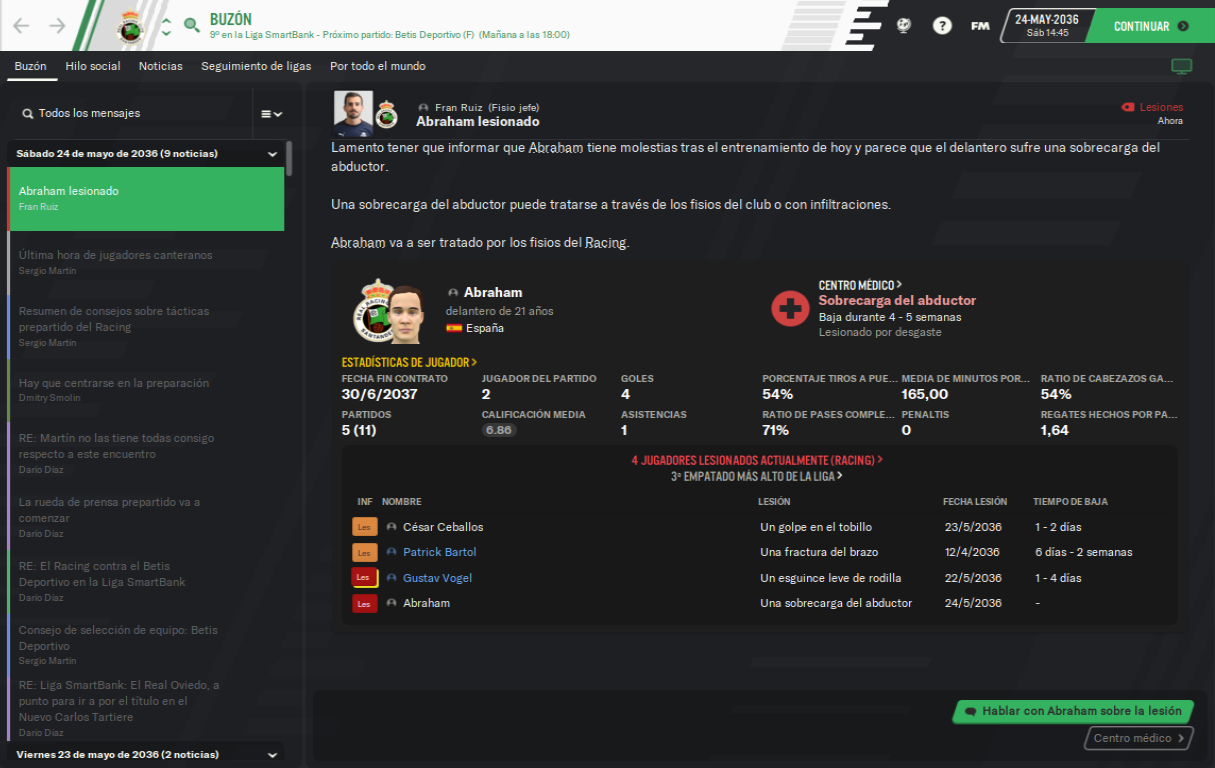 BUZÓN
9º en la Liga SmartBank - Próximo partido: Betis Deportivo (F) (Mañana a las 18:00)
?
FM
24-MAY-2036
Sáb 14:45
CONTINUAR
Buzón
Hilo social
Noticias
Seguimiento de ligas
Por todo el mundo
Todos los mensajes
Sábado 24 de mayo de 2036 (9 noticias)
Abraham lesionado
Fran Ruiz
Última hora de jugadores canteranos
Sergio Martín
Resumen de consejos sobre tácticas
prepartido del Racing
Sergio Martín
Hay que centrarse en la preparación
Dmitry Smolin
RE: Martín no las tiene todas consigo
respecto a este encuentro
Darío Díaz
La rueda de prensa prepartido va a
comenzar
Darío Díaz
RE: El Racing contra el Betis
Deportivo en la Liga SmartBank
Darío Díaz
Consejo de selección de equipo: Betis
Deportivo
Sergio Martín
RE: Liga SmartBank: El Real Oviedo, a
punto para ir a por el título en el
Nuevo Carlos Tartiere
Darío Díaz
Viernes 23 de mayo de 2036 (2 noticias)
Fran Ruiz (Fisio jefe)
Abraham lesionado
Lesiones
Ahora
Lamento tener que informar que Abraham tiene molestias tras el entrenamiento de hoy y parece que el delantero sufre una sobrecarga del
abductor.
Una sobrecarga del abductor puede tratarse a través de los fisios del club o con infiltraciones.
Abraham va a ser tratado por los fisios del Racing.
REAL RACING
SANTANDER
Abraham
delantero de 21 años
España
CENTRO MÉDICO
Sobrecarga del abductor
Baja durante 4 - 5 semanas
Lesionado por desgaste
ESTADÍSTICAS DE JUGADOR
FECHA FIN CONTRATO JUGADOR DEL PARTIDO GOLES PORCENTAJE TIROS A PUE... MEDIA DE MINUTOS POR... RATIO DE CABEZAZOS GA...
30/6/2037 2 4 54% 165,00 54%
PARTIDOS CALIFICACIÓN MEDIA ASISTENCIAS RATIO DE PASES COMPLE... PENALTIS REGATES HECHOS POR PA...
5 (11) 6.86 1 71% 0 1,64
4 JUGADORES LESIONADOS ACTUALMENTE (RACING)
3º EMPATADO MÁS ALTO DE LA LIGA
INF NOMBRE LESIÓN FECHA LESIÓN TIEMPO DE BAJA
Les César Ceballos Un golpe en el tobillo 23/5/2036 1 - 2 días
Les Patrick Bartol Una fractura del brazo 12/4/2036 6 días - 2 semanas
Les Gustav Vogel Un esguince leve de rodilla 22/5/2036 1 - 4 días
Les Abraham Una sobrecarga del abductor 24/5/2036 -
Hablar con Abraham sobre la lesión
Centro médico